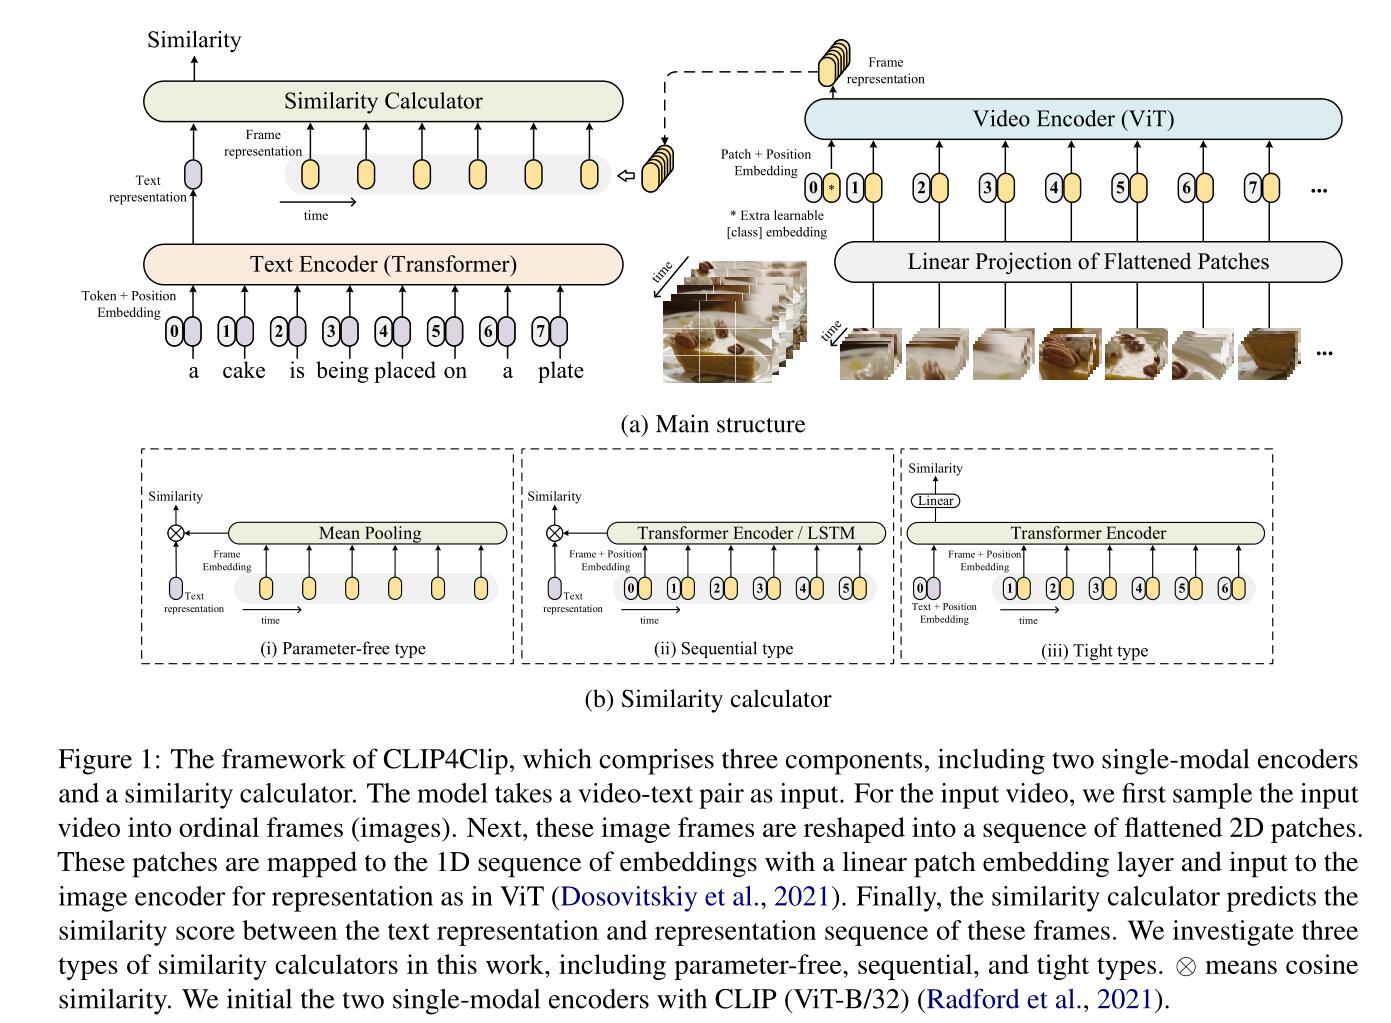 Similarity
Similarity Calculator
Frame
representation
Text
representation
time
Text Encoder (Transformer)
Token + Position
Embedding
0 1 2 3 4 5 6 7
a cake is being placed on a plate
Frame
representation
Video Encoder (ViT)
Patch + Position
Embedding
0 * 1 2 3 4 5 6 7 ...
* Extra learnable
[class] embedding
Linear Projection of Flattened Patches
time
time
...
(a) Main structure
Similarity
Mean Pooling
Frame
Embedding
Text
representation
time
(i) Parameter-free type
Similarity
Transformer Encoder / LSTM
Frame + Position
Embedding
0 1 2 3 4 5
Text
representation
time
(ii) Sequential type
Similarity
Linear
Transformer Encoder
Frame + Position
Embedding
0 1 2 3 4 5 6
Text + Position
Embedding
time
(iii) Tight type
(b) Similarity calculator
Figure 1: The framework of CLIP4Clip, which comprises three components, including two single-modal encoders
and a similarity calculator. The model takes a video-text pair as input. For the input video, we first sample the input
video into ordinal frames (images). Next, these image frames are reshaped into a sequence of flattened 2D patches.
These patches are mapped to the 1D sequence of embeddings with a linear patch embedding layer and input to the
image encoder for representation as in ViT (Dosovitskiy et al., 2021). Finally, the similarity calculator predicts the
similarity score between the text representation and representation sequence of these frames. We investigate three
types of similarity calculators in this work, including parameter-free, sequential, and tight types. ⊗ means cosine
similarity. We initial the two single-modal encoders with CLIP (ViT-B/32) (Radford et al., 2021).